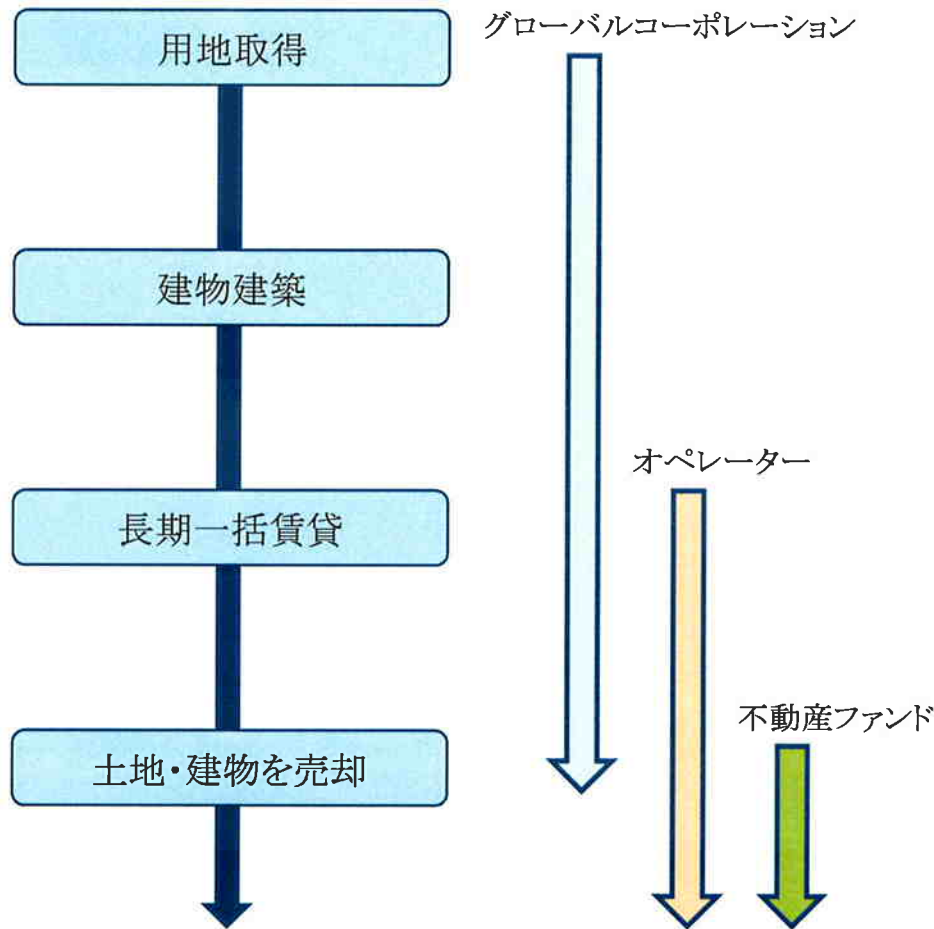 グローバルコーポレーション
用地取得
建物建築
オペレーター
長期一括賃貸
不動産ファンド
土地・建物を売却